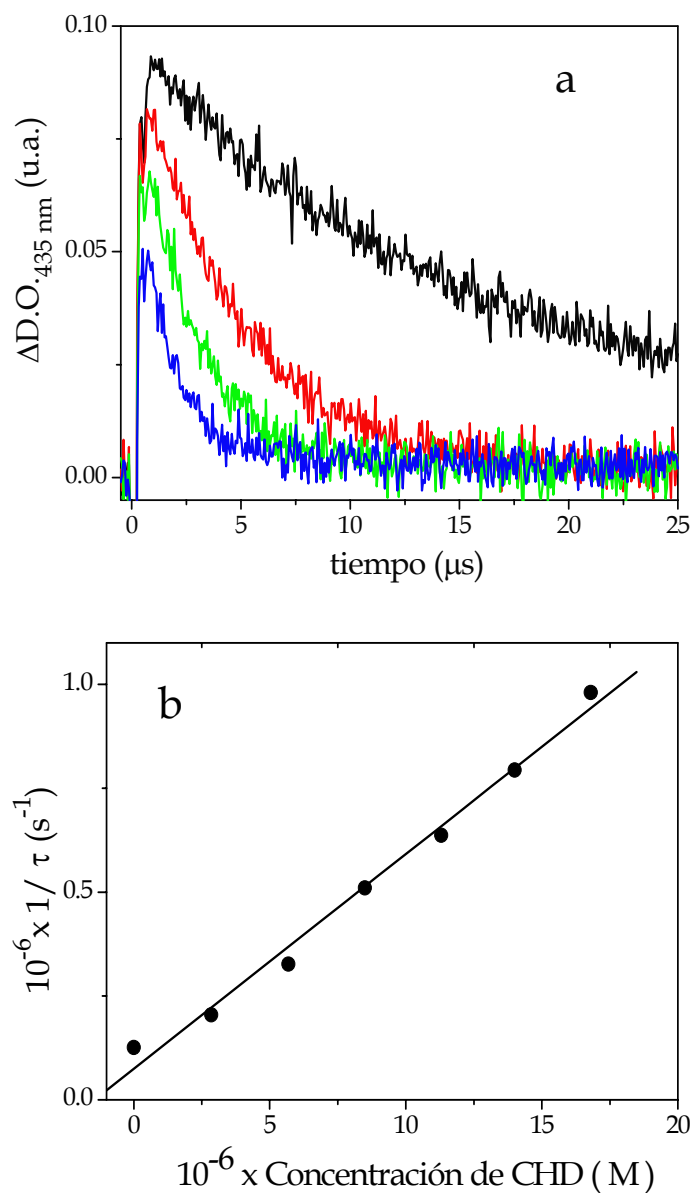 a
0.10
0.05
0.00
ΔD.O.435 nm (u.a.)
0 5 10 15 20 25
tiempo (μs)
b
1.0
0.5
0.0
10-6 x 1/ τ (s-1)
0 5 10 15 20
10-6 x Concentración de CHD ( M )